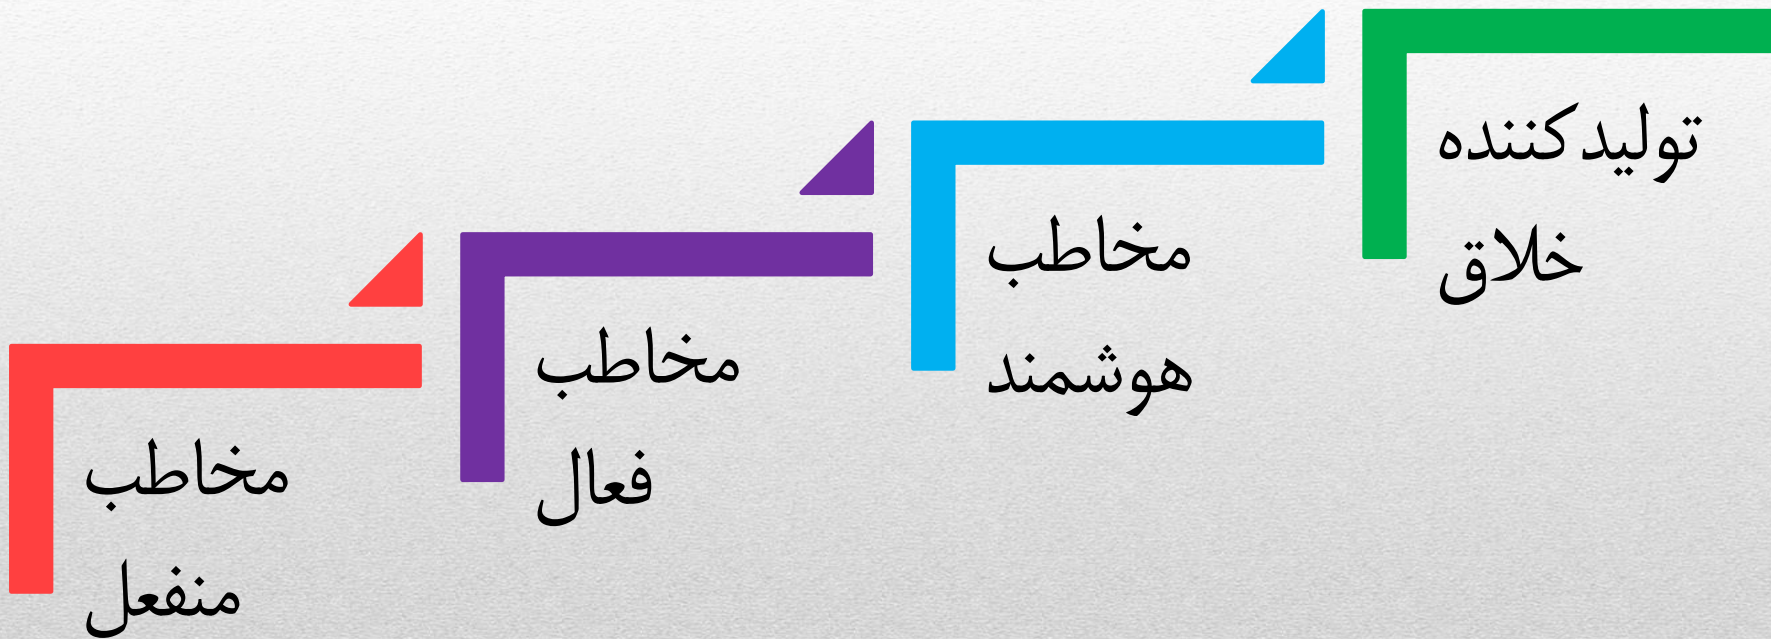 مخاطب
منفعل
مخاطب
فعال
مخاطب
هوشمند
تولیدکننده
خلاق